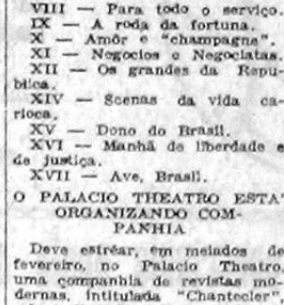 VIII — Para todo o serviço.
IX — A roda da fortuna.
X — Amôr e "champagne".
XI — Negocios e Negociatas.
XII — Os grandes da Repu-
blica.
XIV — Scenas da vida ca-
rioca.
XV — Dono do Brasil.
XVI — Manhã de liberdade e
de justiça.
XVII — Ave, Brasil.
O PALACIO THEATRO ESTA'
ORGANIZANDO COM-
PANHIA
Deve estréar, em meiados de
fevereiro, no Palacio Theatro,
uma companhia de revistas mo-
dernas, intitulada "Chantecler",